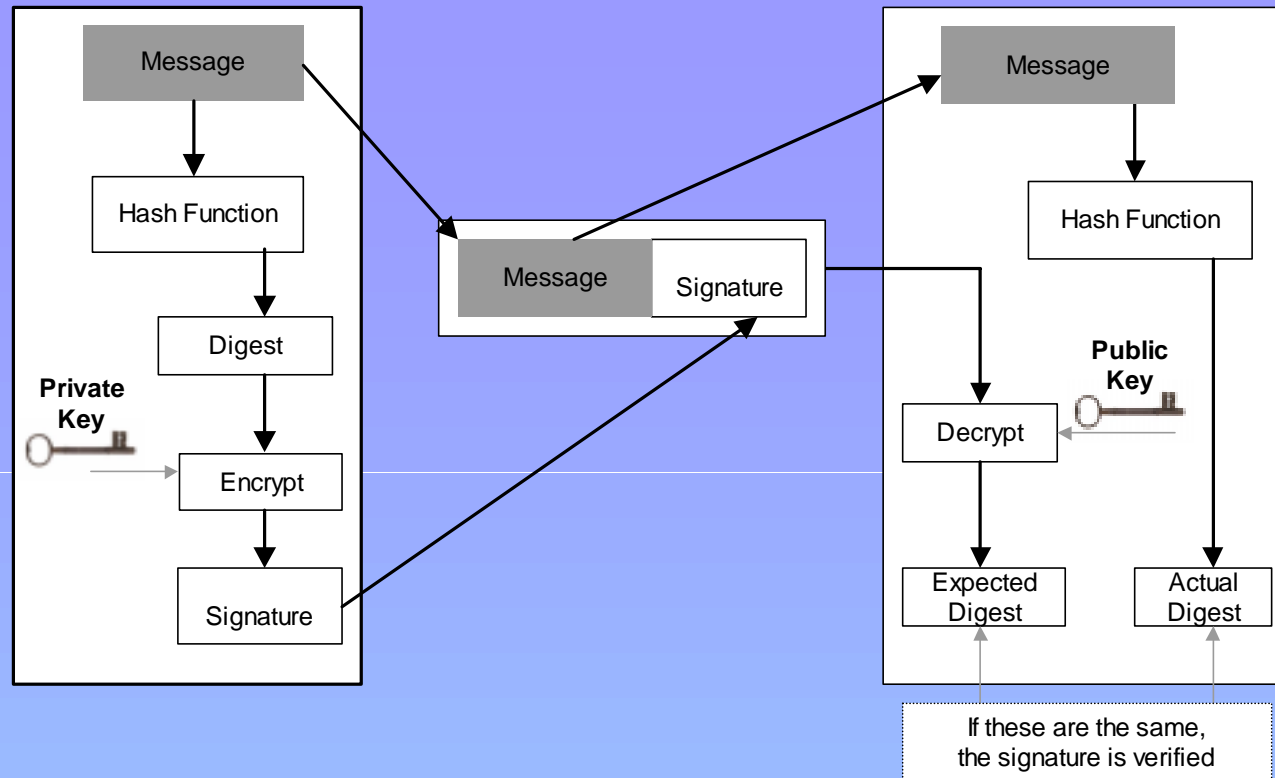 Message
Hash Function
Digest
Private
Key
Encrypt
Signature
Message
Signature
Message
Hash Function
Public
Key
Decrypt
Expected
Digest
Actual
Digest
If these are the same,
the signature is verified